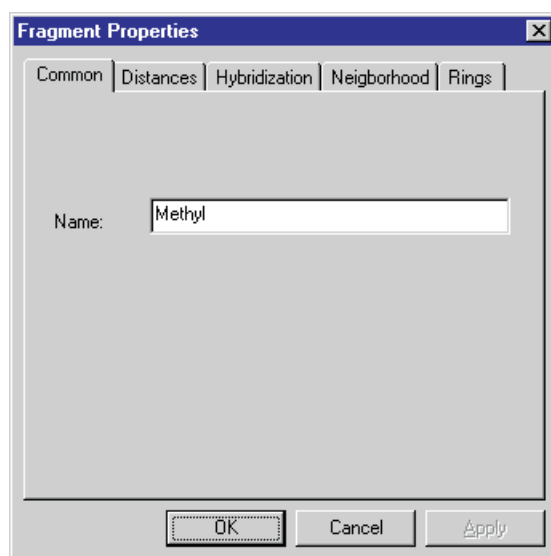 Fragment Properties
Common Distances Hybridization Neigborhood Rings
Name: Methyl
OK Cancel Apply